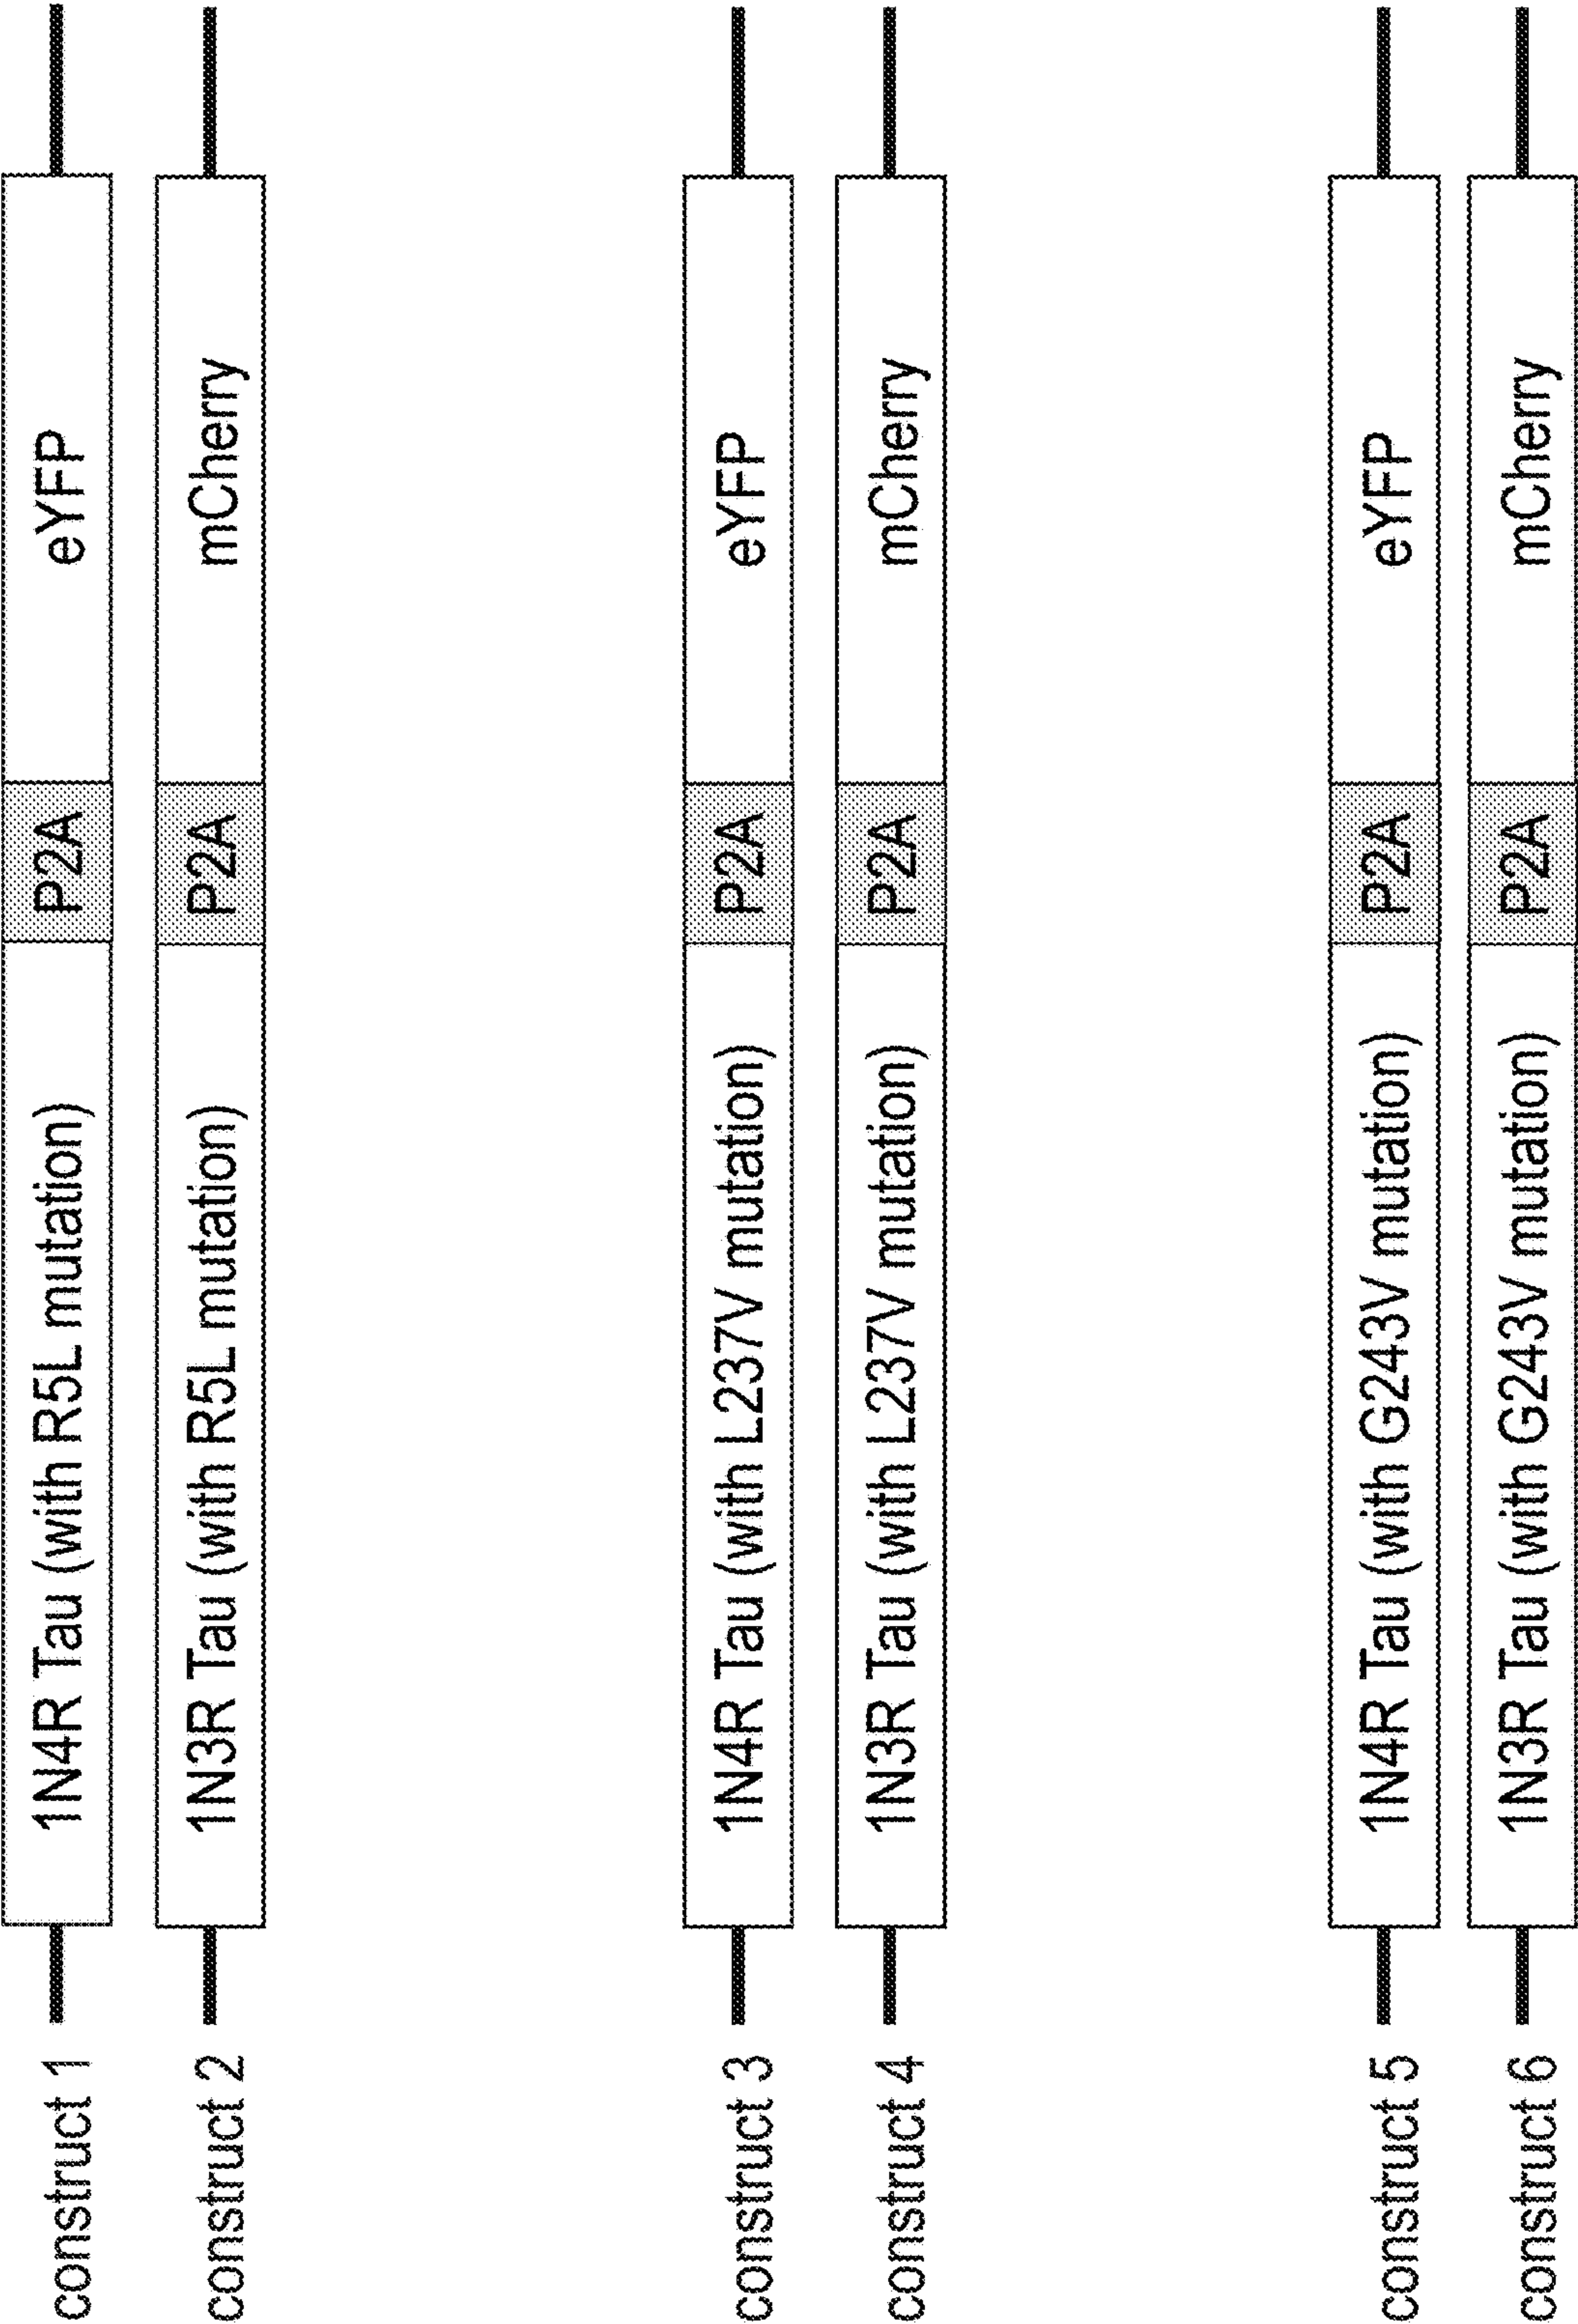 construct 1 1N4R Tau (with R5L mutation) P2A eYFP
construct 2 1N3R Tau (with R5L mutation) P2A mCherry
construct 3 1N4R Tau (with L237V mutation) P2A eYFP
construct 4 1N3R Tau (with L237V mutation) P2A mCherry
construct 5 1N4R Tau (with G243V mutation) P2A eYFP
construct 6 1N3R Tau (with G243V mutation) P2A mCherry